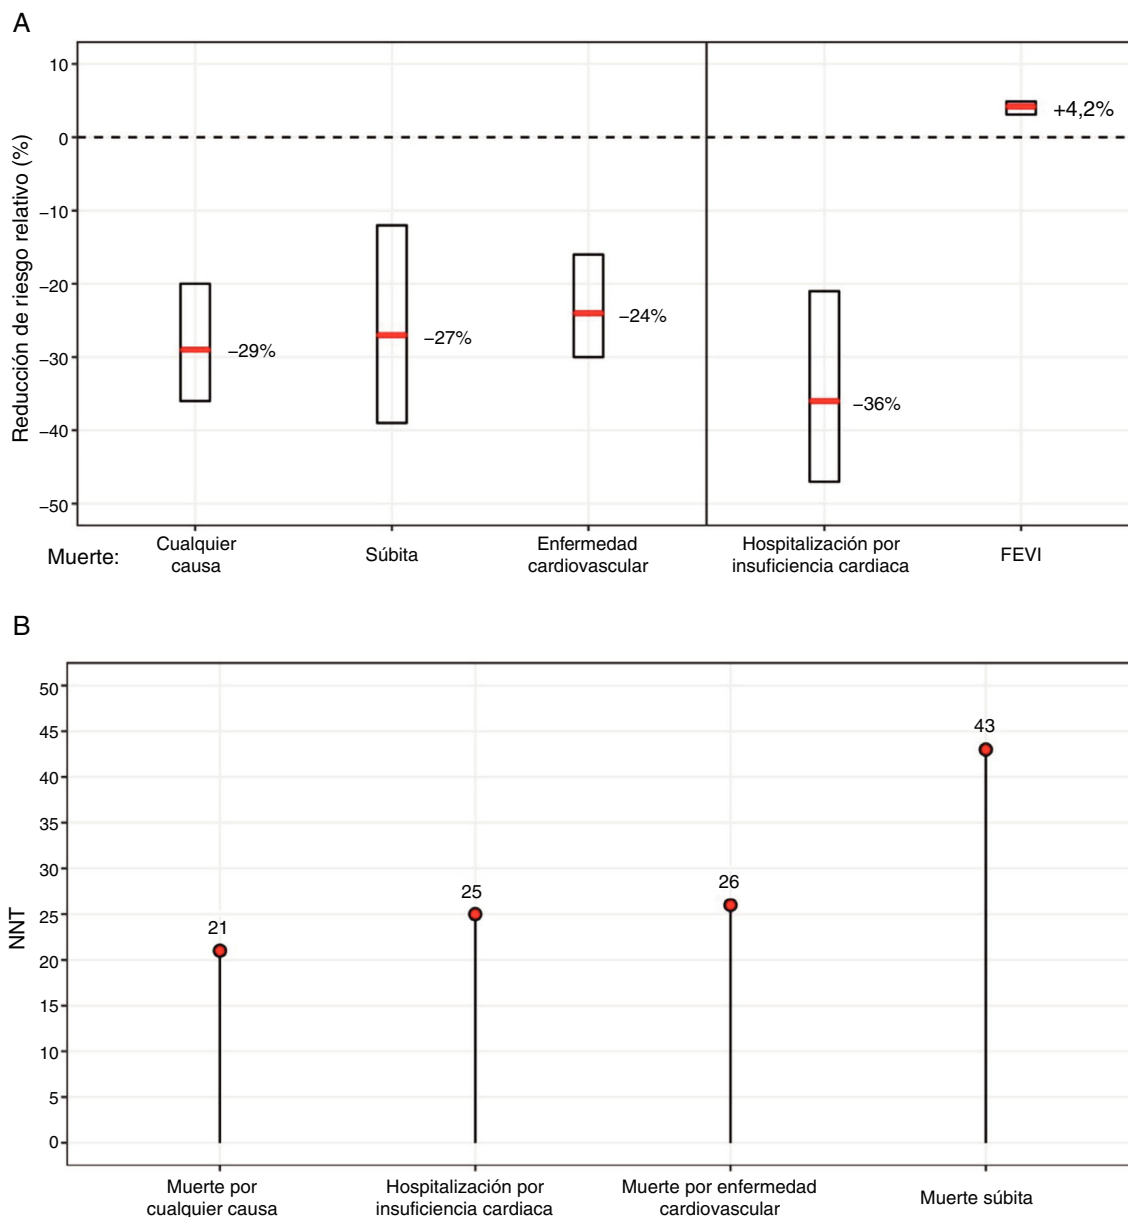 A
Reducción de riesgo relativo (%)
10
0
−10
−20
−30
−40
−50
−29%
−27%
−24%
−36%
+4,2%
Muerte:
Cualquier
causa
Súbita
Enfermedad
cardiovascular
Hospitalización por
insuficiencia cardiaca
FEVI
B
NNT
50
45
40
35
30
25
20
15
10
5
0
21
25
26
43
Muerte por
cualquier causa
Hospitalización por
insuficiencia cardiaca
Muerte por enfermedad
cardiovascular
Muerte súbita